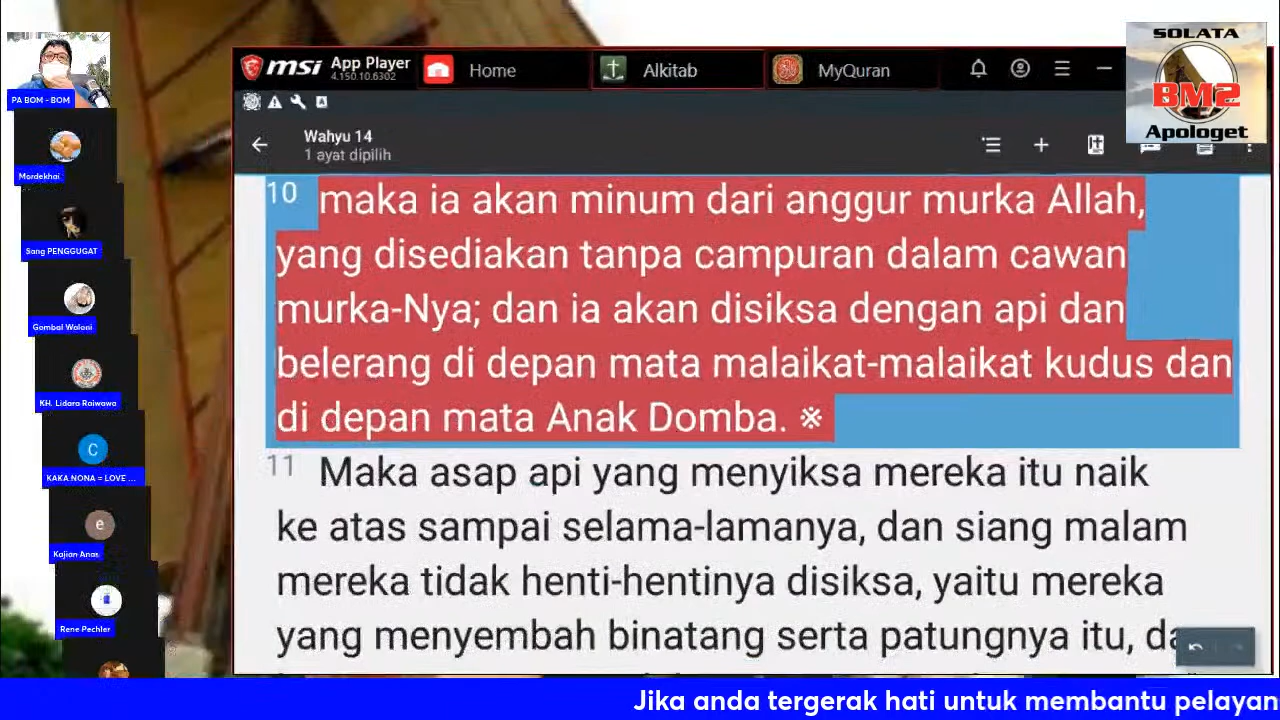 SOLATA
BM2
Apologet
msi App Player
4.150.10.6302
Home
Alkitab
MyQuran
Wahyu 14
1 ayat dipilih
10 maka ia akan minum dari anggur murka Allah,
yang disediakan tanpa campuran dalam cawan
murka-Nya; dan ia akan disiksa dengan api dan
belerang di depan mata malaikat-malaikat kudus dan
di depan mata Anak Domba. ※
11 Maka asap api yang menyiksa mereka itu naik
ke atas sampai selama-lamanya, dan siang malam
mereka tidak henti-hentinya disiksa, yaitu mereka
yang menyembah binatang serta patungnya itu, da
PA BOM - BOM
Mordekhai
Sang PENGGUGAT
Gombal Waloni
KH. Lidara Raiwawa
C
KAKA NONA = LOVE ...
e
Kajian Anas
Rene Pechler
Jika anda tergerak hati untuk membantu pelayan